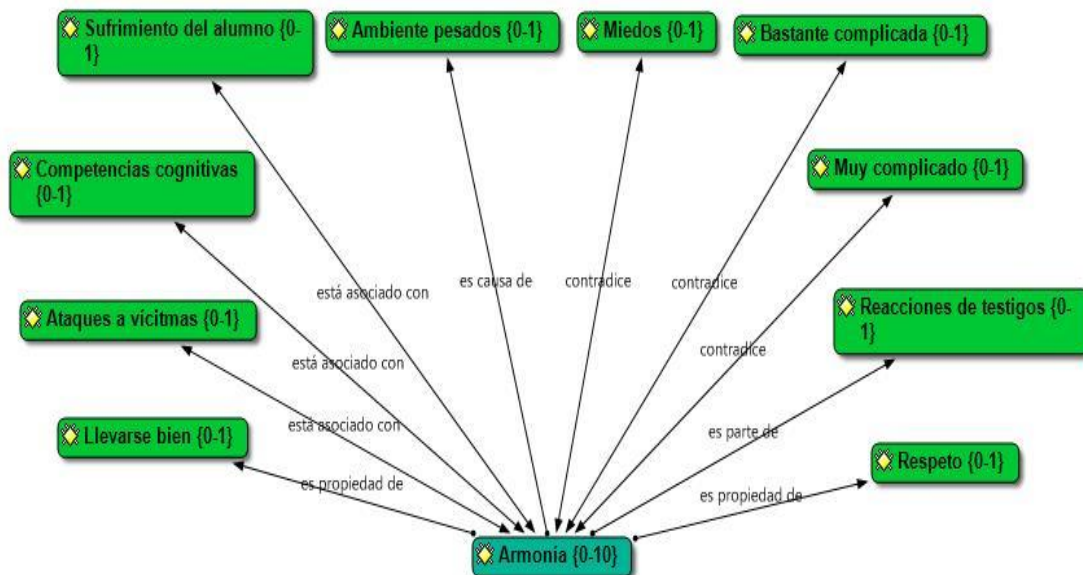 Sufrimiento del alumno {0-
1}
Ambiente pesados {0-1}
Miedos {0-1}
Bastante complicada {0-1}
Competencias cognitivas
{0-1}
Muy complicado {0-1}
está asociado con
es causa de
contradice
contradice
Ataques a vícitmas {0-1}
Reacciones de testigos {0-
1}
contradice
está asociado con
está asociado con
Llevarse bien {0-1}
es parte de
Respeto {0-1}
es propiedad de
es propiedad de
Armonía {0-10}